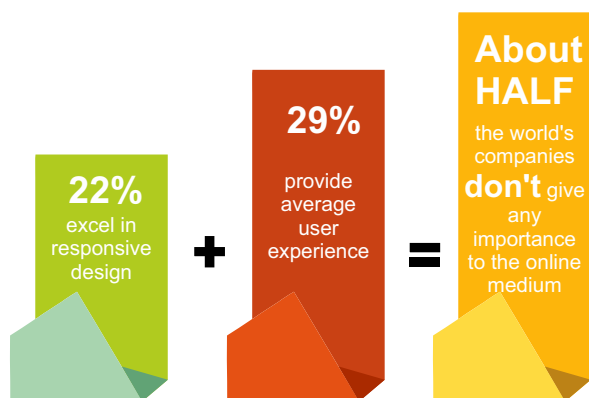 22%
excel in
responsive
design
+
29%
provide
average
user
experience
=
About
HALF
the world's
companies
don't give
any
importance
to the online
medium